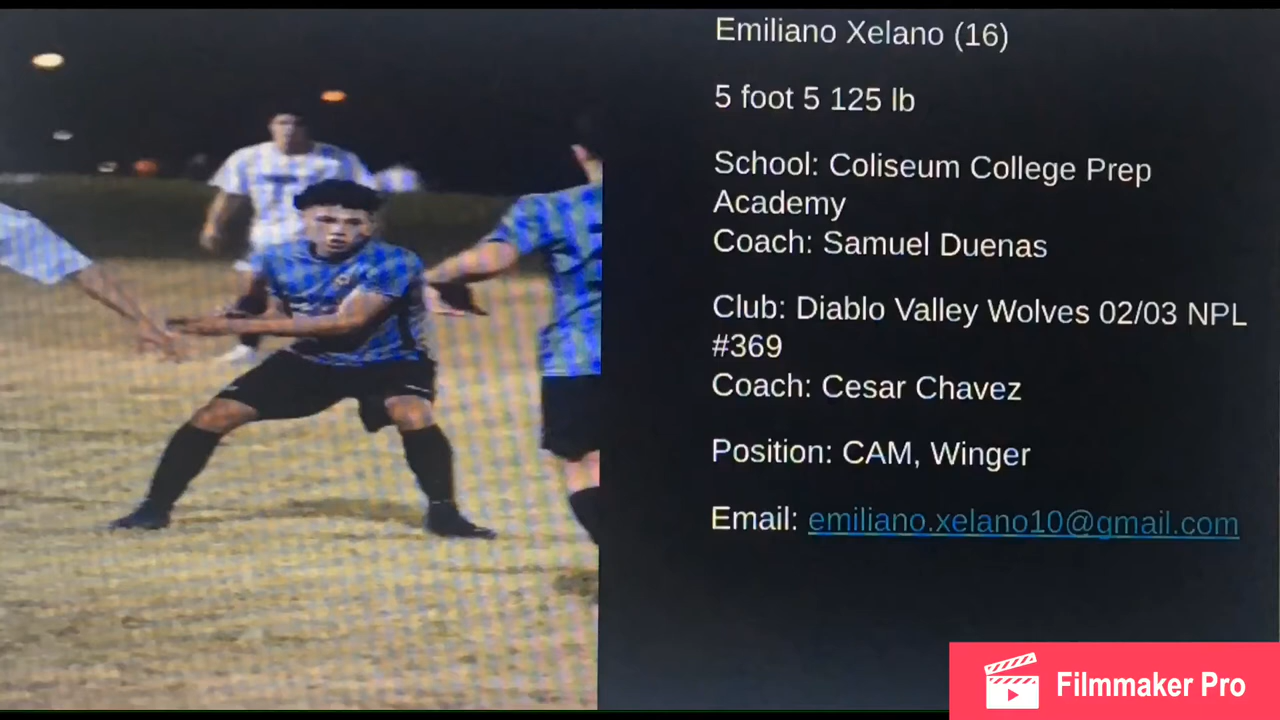 Emiliano Xelano (16)
5 foot 5 125 lb
School: Coliseum College Prep
Academy
Coach: Samuel Duenas
Club: Diablo Valley Wolves 02/03 NPL
#369
Coach: Cesar Chavez
Position: CAM, Winger
Email: emiliano.xelano10@gmail.com
Filmmaker Pro